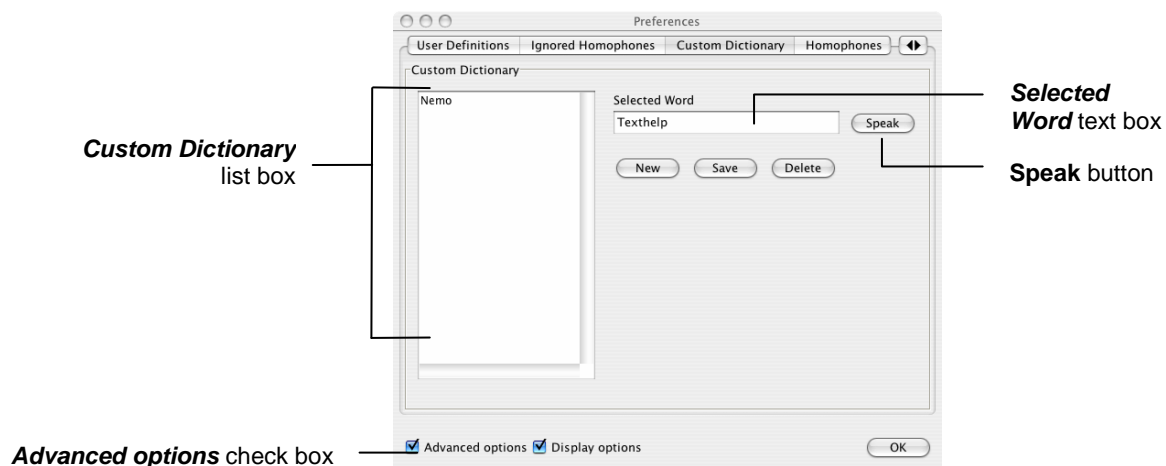 Preferences
User Definitions Ignored Homophones Custom Dictionary Homophones
Custom Dictionary
Nemo
Selected Word
Texthelp
Speak
New Save Delete
Selected
Word text box
Speak button
Custom Dictionary
list box
Advanced options Display options
OK
Advanced options check box